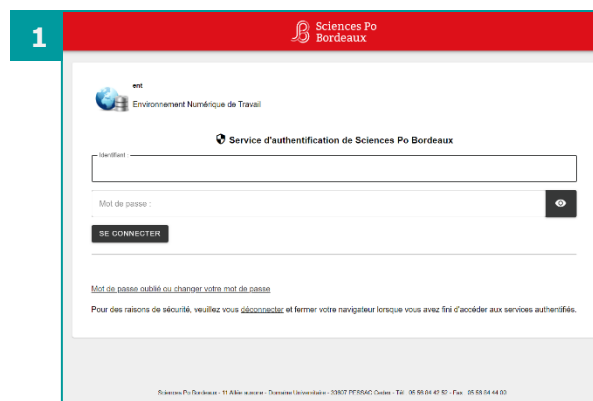 1
Sciences Po
Bordeaux
ent
Environnement Numérique de Travail
Service d'authentification de Sciences Po Bordeaux
Identifiant :
Mot de passe :
SE CONNECTER
Mot de passe oublié ou changer votre mot de passe
Pour des raisons de sécurité, veuillez vous déconnecter et fermer votre navigateur lorsque vous avez fini d'accéder aux services authentifiés.
Sciences Po Bordeaux - 11 Allée ausone - Domaine Universitaire - 33607 PESSAC Cedex - Tél : 05 56 84 42 52 - Fax : 05 56 84 44 00